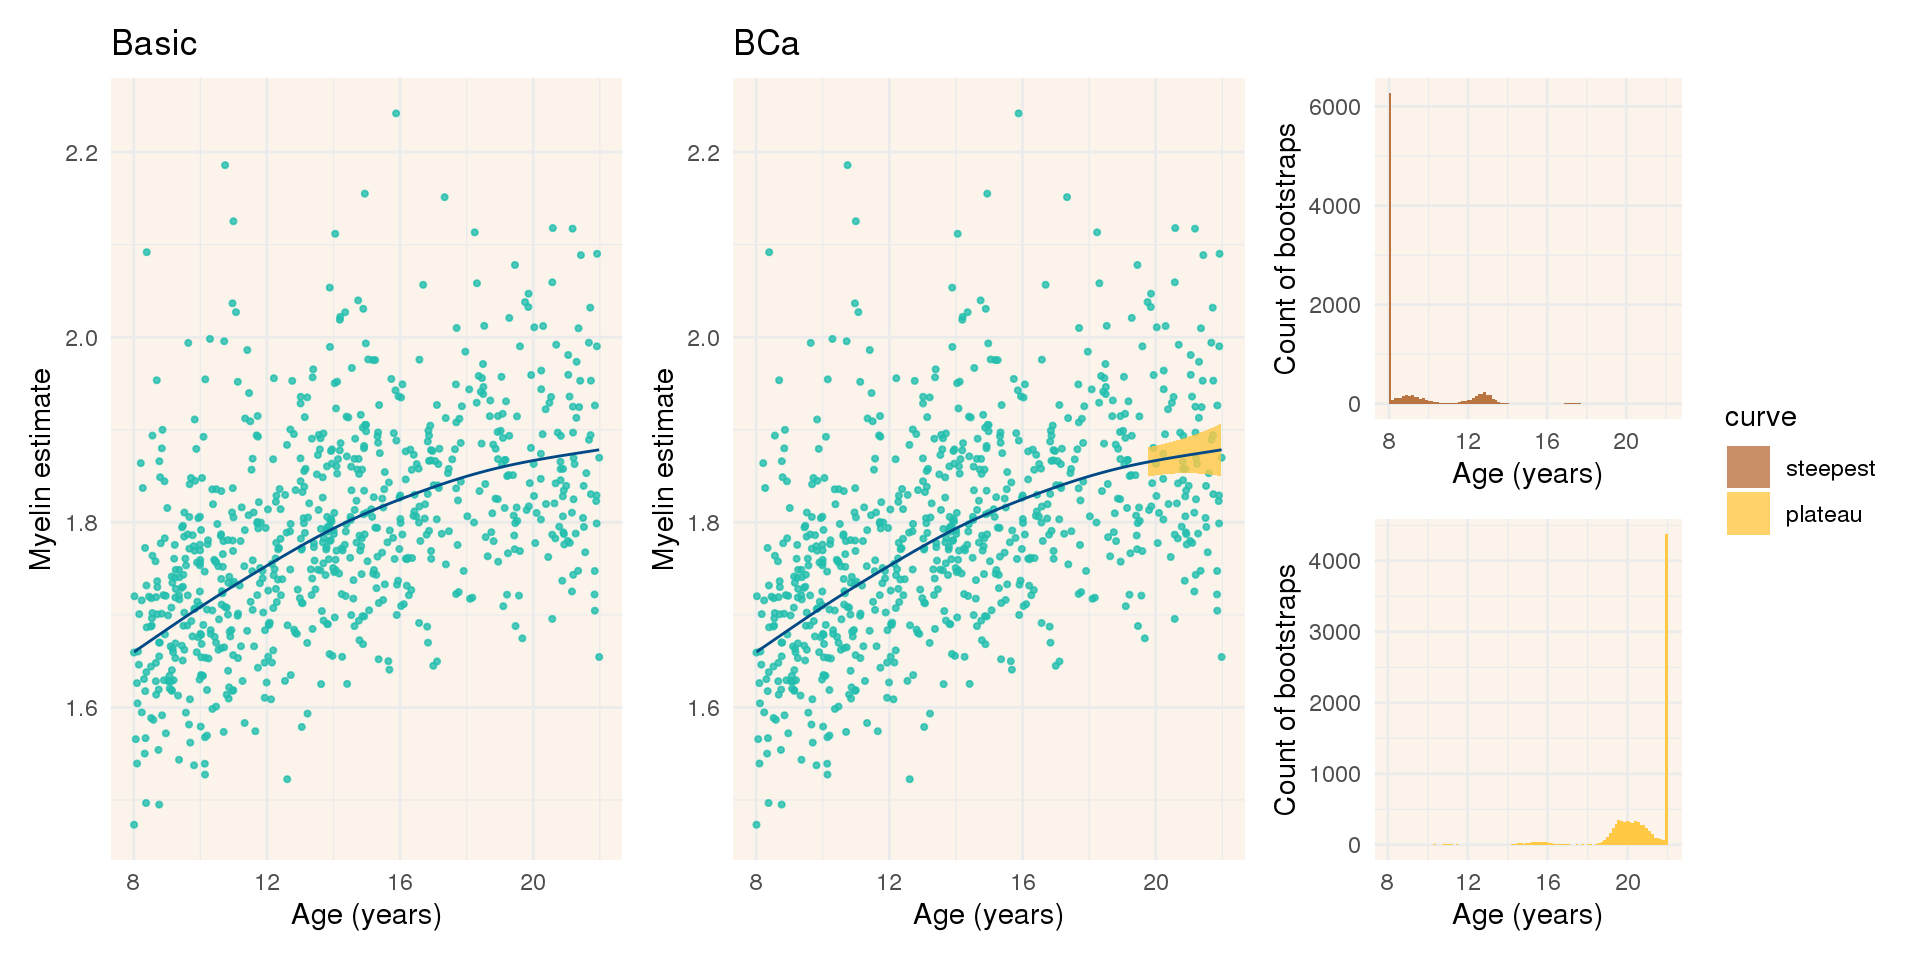 Basic
Myelin estimate
2.2
2.0
1.8
1.6
8
12
16
20
Age (years)
BCa
Myelin estimate
2.2
2.0
1.8
1.6
8
12
16
20
Age (years)
Count of bootstraps
6000
4000
2000
0
8
12
16
20
Age (years)
Count of bootstraps
4000
3000
2000
1000
0
8
12
16
20
Age (years)
curve
steepest
plateau